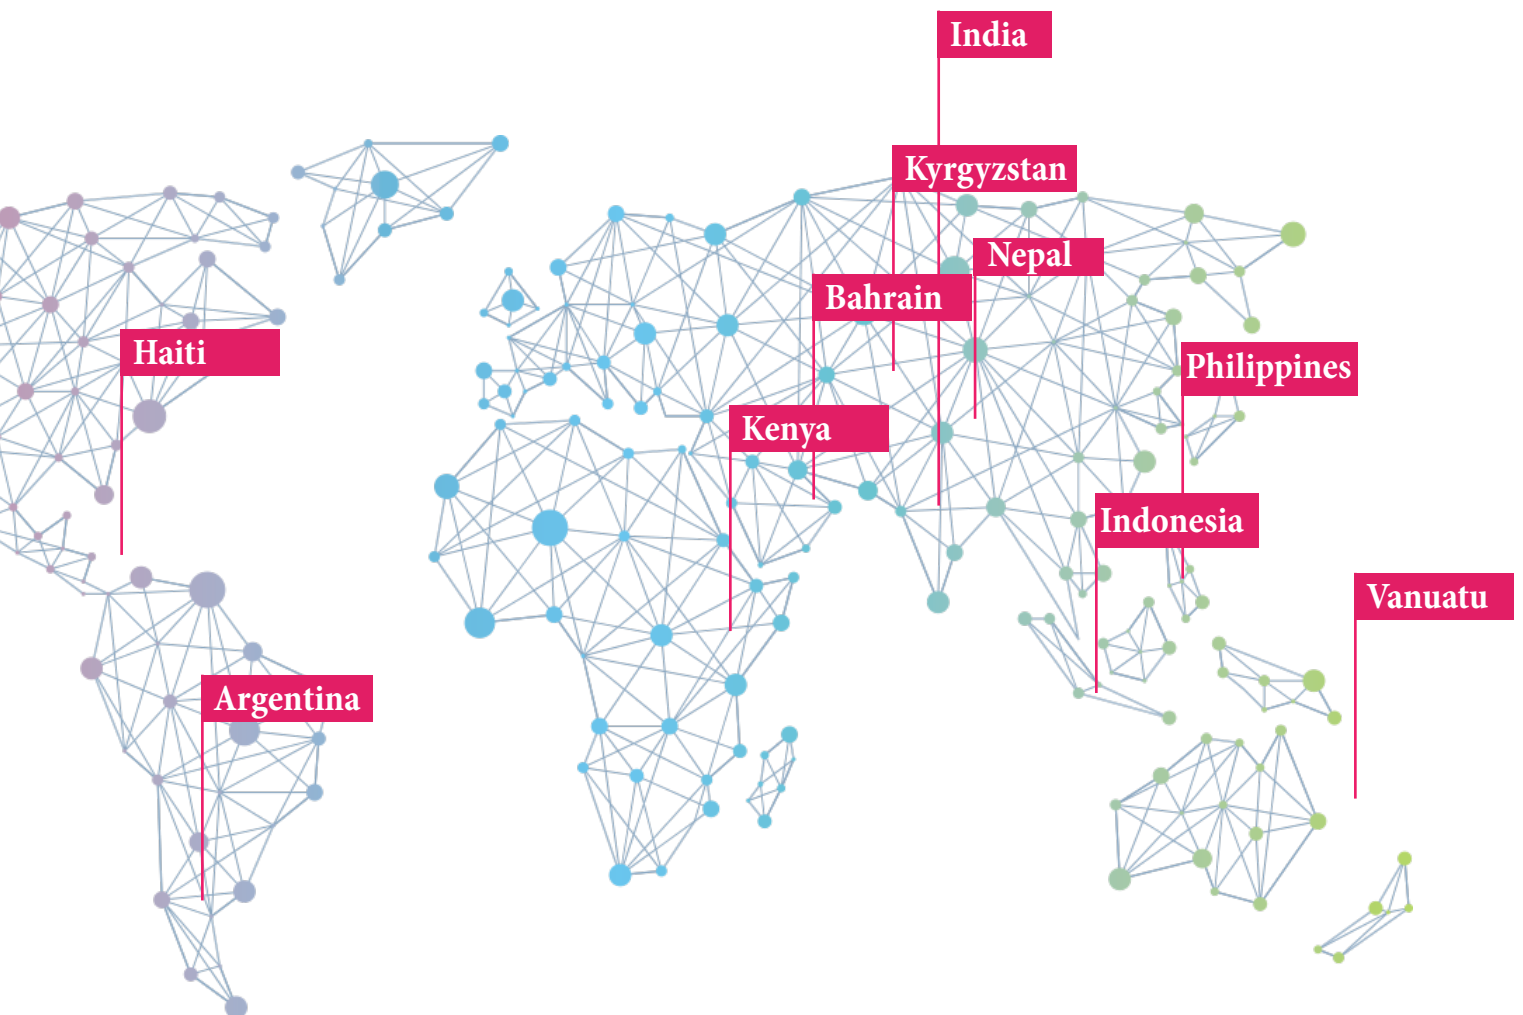 India
Kyrgyzstan
Nepal
Bahrain
Haiti
Philippines
Kenya
Indonesia
Vanuatu
Argentina